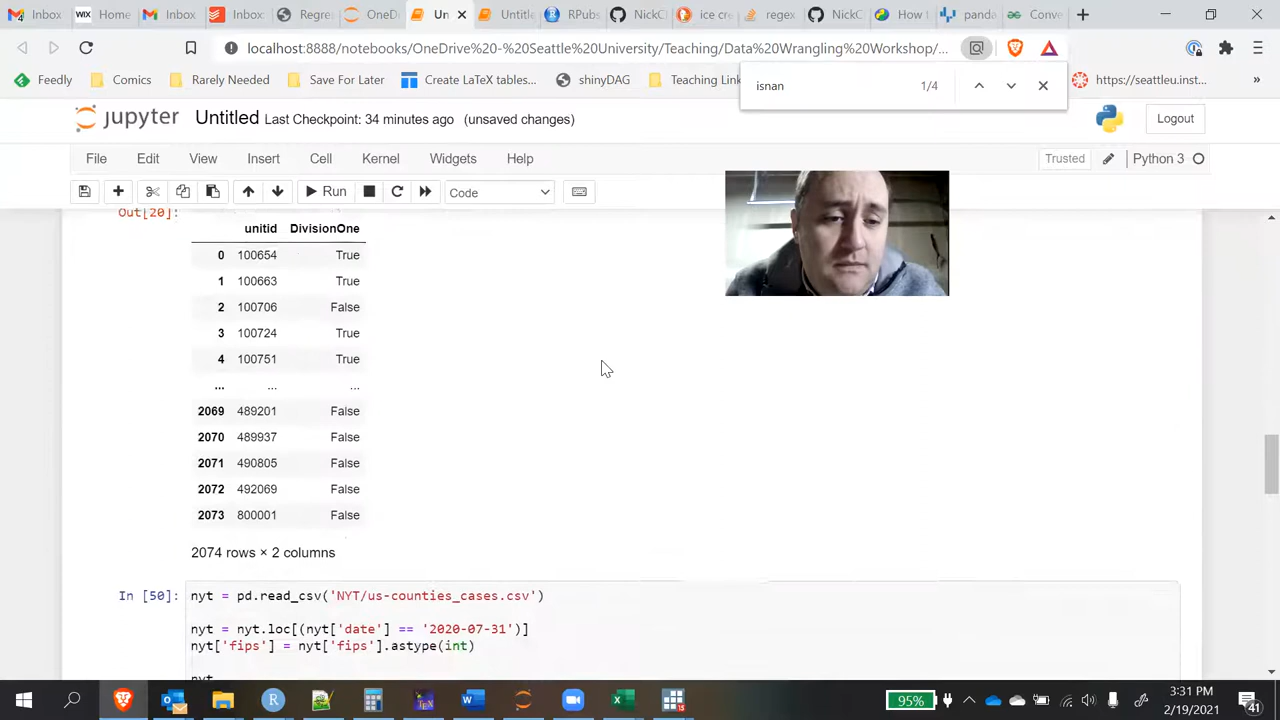 4 Inbox
Home
Inbox
Inbox
Regre
OneDi
Un
Untitle
RPubs
NickC
ice cre
regex
NickC
How t
panda
Conve
localhost:8888/notebooks/OneDrive%20-%20Seattle%20University/Teaching/Data%20Wrangling%20Workshop/...
Feedly
Comics
Rarely Needed
Save For Later
Create LaTeX tables...
shinyDAG
Teaching Link
https://seattleu.inst...
»
isnan 1/4
jupyter Untitled Last Checkpoint: 34 minutes ago (unsaved changes)
Logout
File Edit View Insert Cell Kernel Widgets Help
Trusted
Python 3
Run
Code
Out[20]:
unitid DivisionOne
0 100654 True
1 100663 True
2 100706 False
3 100724 True
4 100751 True
... ... ...
2069 489201 False
2070 489937 False
2071 490805 False
2072 492069 False
2073 800001 False
2074 rows × 2 columns
In [50]: nyt = pd.read_csv('NYT/us-counties_cases.csv')
nyt = nyt.loc[(nyt['date'] == '2020-07-31')]
nyt['fips'] = nyt['fips'].astype(int)
nyt
95%
3:31 PM
2/19/2021
41